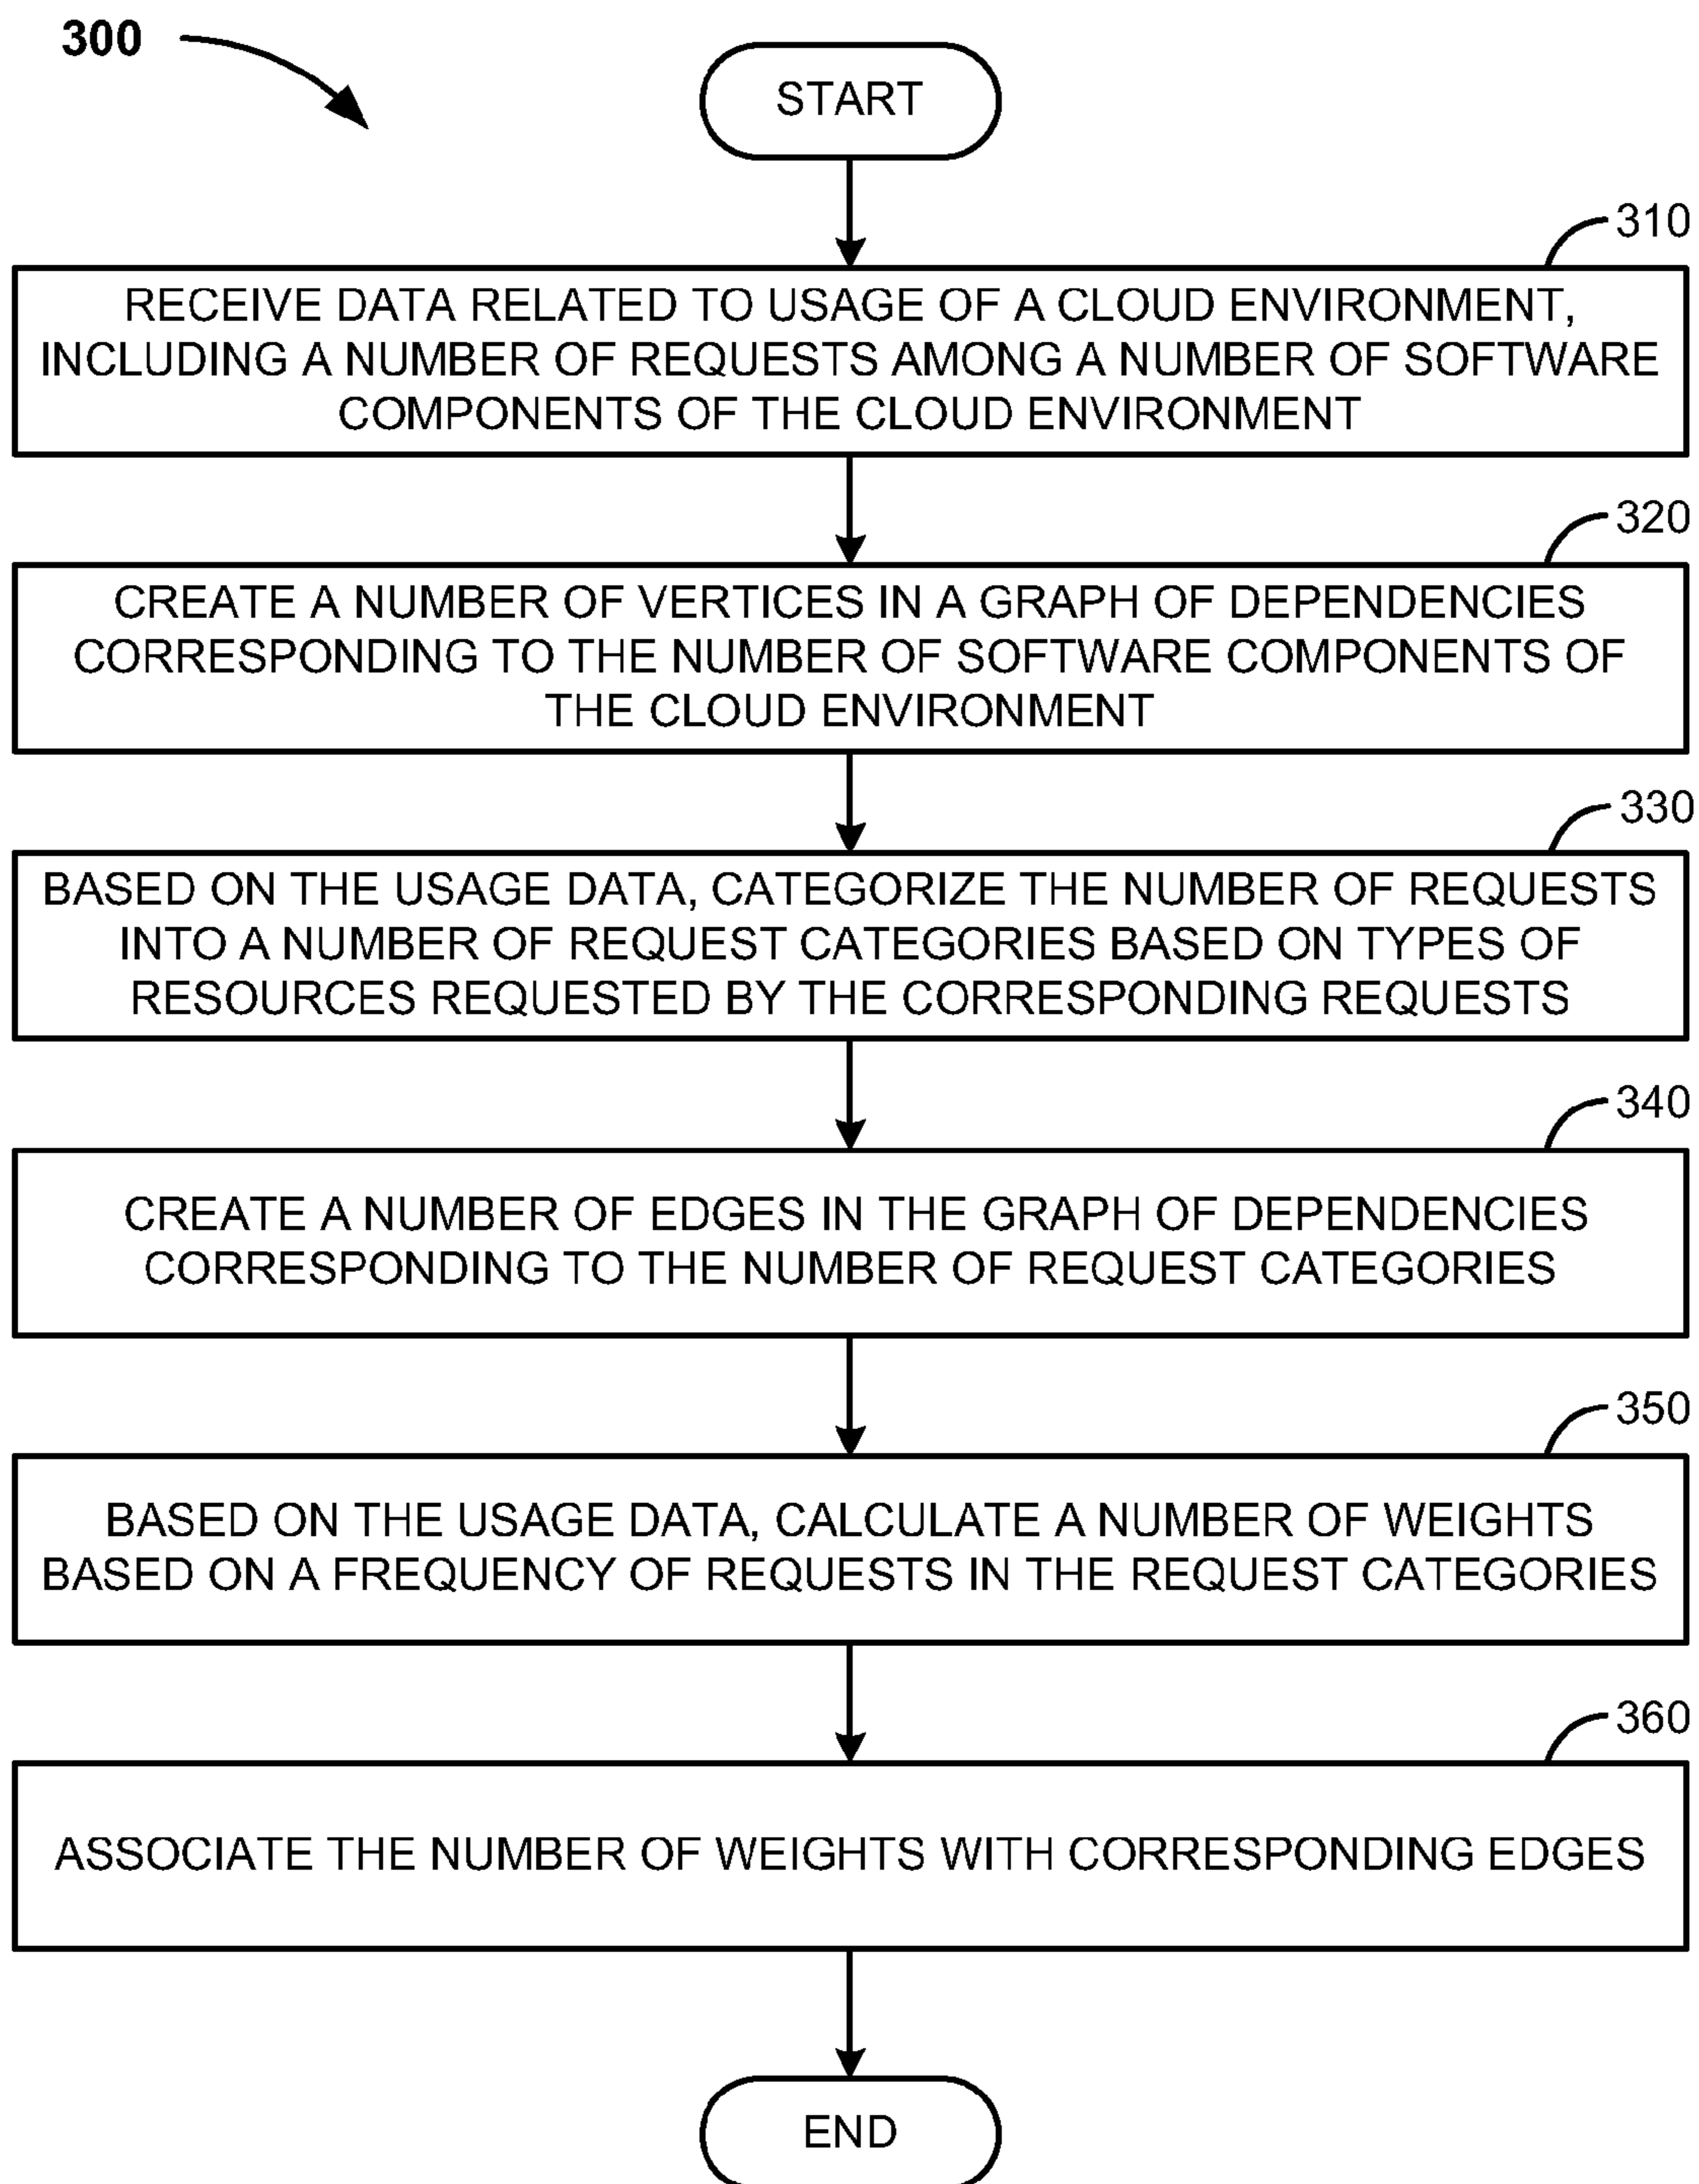 300
START
310
RECEIVE DATA RELATED TO USAGE OF A CLOUD ENVIRONMENT,
INCLUDING A NUMBER OF REQUESTS AMONG A NUMBER OF SOFTWARE
COMPONENTS OF THE CLOUD ENVIRONMENT
320
CREATE A NUMBER OF VERTICES IN A GRAPH OF DEPENDENCIES
CORRESPONDING TO THE NUMBER OF SOFTWARE COMPONENTS OF
THE CLOUD ENVIRONMENT
330
BASED ON THE USAGE DATA, CATEGORIZE THE NUMBER OF REQUESTS
INTO A NUMBER OF REQUEST CATEGORIES BASED ON TYPES OF
RESOURCES REQUESTED BY THE CORRESPONDING REQUESTS
340
CREATE A NUMBER OF EDGES IN THE GRAPH OF DEPENDENCIES
CORRESPONDING TO THE NUMBER OF REQUEST CATEGORIES
350
BASED ON THE USAGE DATA, CALCULATE A NUMBER OF WEIGHTS
BASED ON A FREQUENCY OF REQUESTS IN THE REQUEST CATEGORIES
360
ASSOCIATE THE NUMBER OF WEIGHTS WITH CORRESPONDING EDGES
END